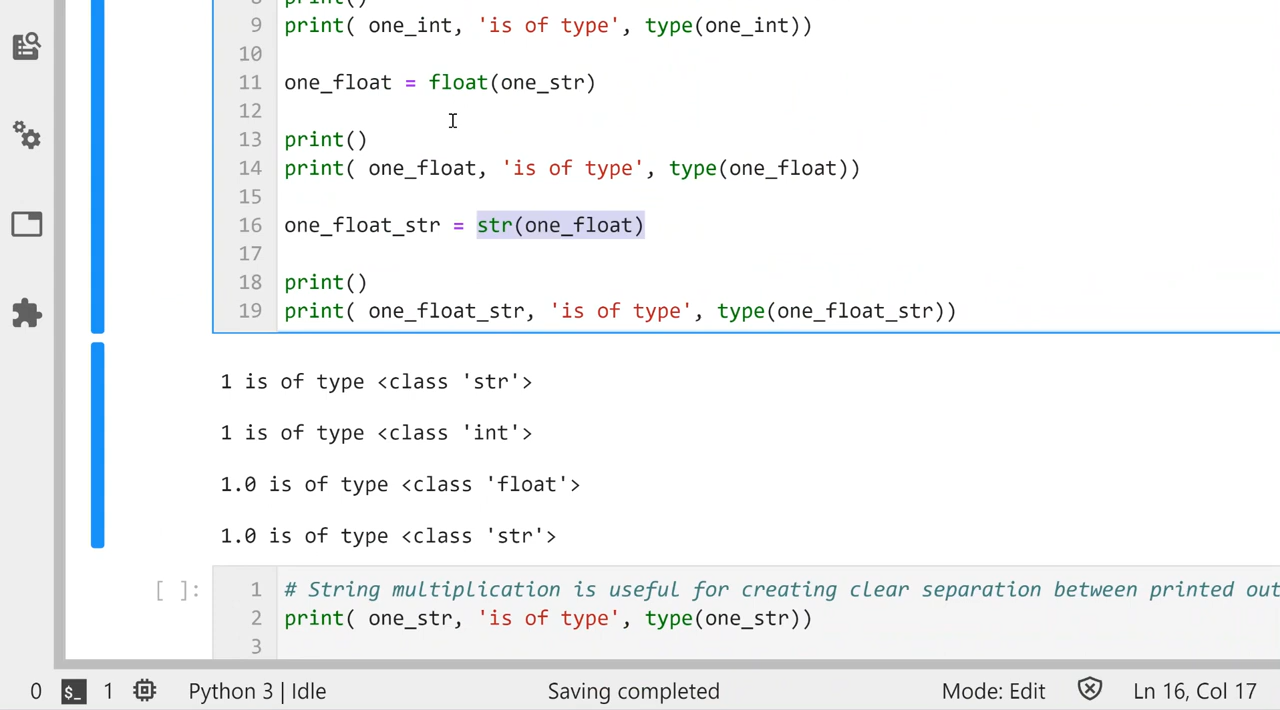 8 print()
9 print( one_int, 'is of type', type(one_int))
10
11 one_float = float(one_str)
12
13 print()
14 print( one_float, 'is of type', type(one_float))
15
16 one_float_str = str(one_float)
17
18 print()
19 print( one_float_str, 'is of type', type(one_float_str))
1 is of type <class 'str'>
1 is of type <class 'int'>
1.0 is of type <class 'float'>
1.0 is of type <class 'str'>
[ ]: 1 # String multiplication is useful for creating clear separation between printed out
2 print( one_str, 'is of type', type(one_str))
3
0 $_ 1 Python 3 | Idle Saving completed Mode: Edit Ln 16, Col 17